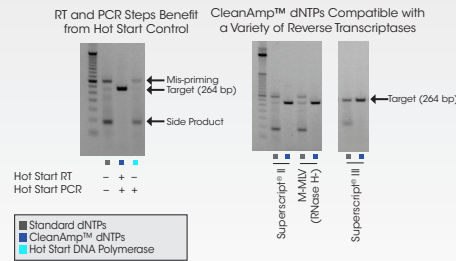 RT and PCR Steps Benefit
from Hot Start Control
Mis-priming
Target (264 bp)
Side Product
Hot Start RT – + –
Hot Start PCR – + +
CleanAmp™ dNTPs Compatible with
a Variety of Reverse Transcriptases
Target (264 bp)
Superscript® II
M-MLV
(RNase H-)
Superscript® III
Standard dNTPs
CleanAmp™ dNTPs
Hot Start DNA Polymerase